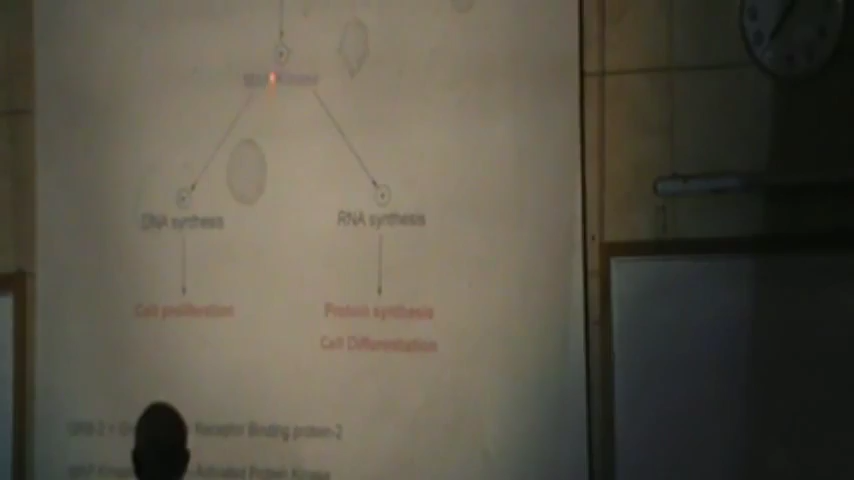 DNA synthesis
RNA synthesis
Cell proliferation
Protein synthesis
Cell Differentiation
Receptor Binding protein-2
Activated Protein Kinase